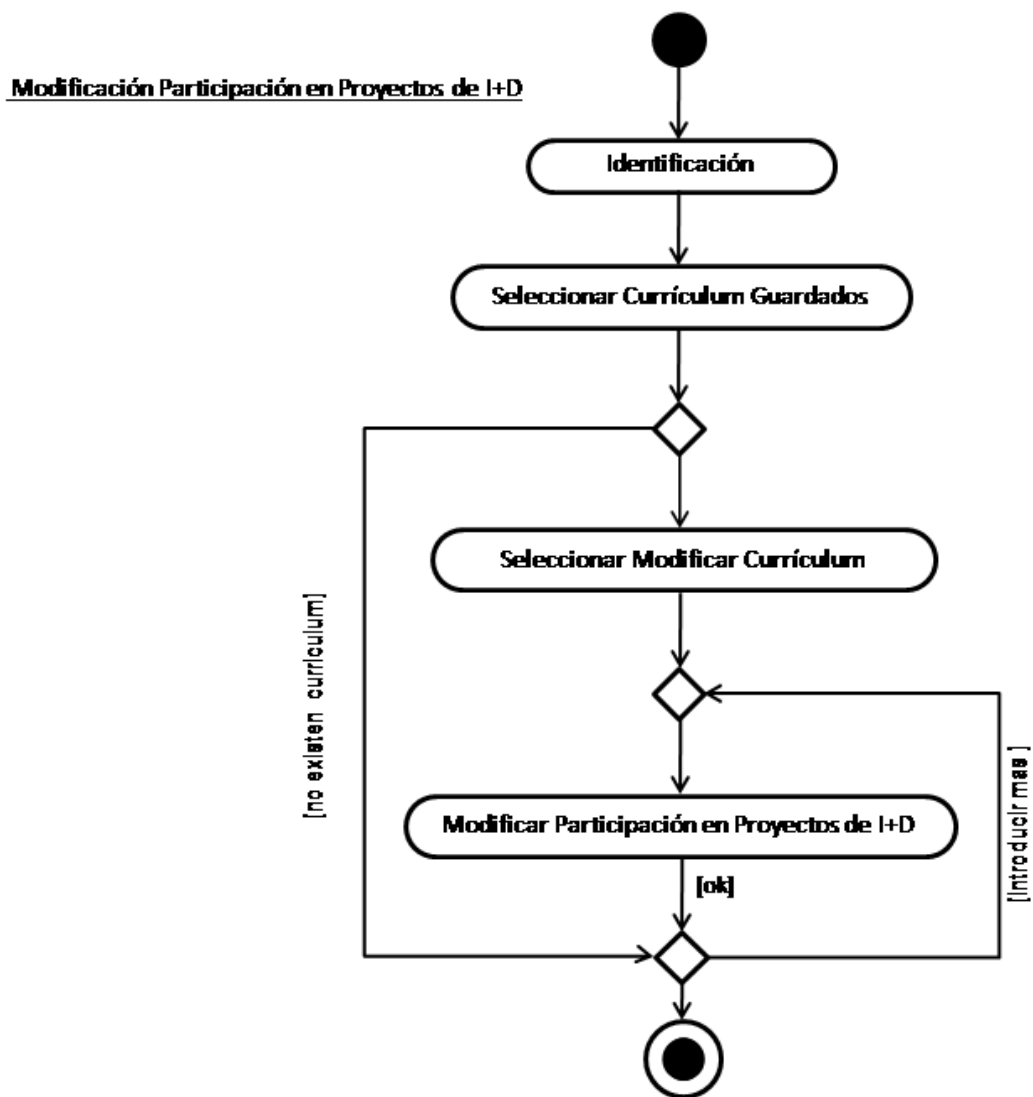 Modificación Participación en Proyectos de I+D
Identificación
Seleccionar Currículum Guardados
Seleccionar Modificar Currículum
[no existen curriculum]
Modificar Participación en Proyectos de I+D
[Introducir mas ]
[ok]